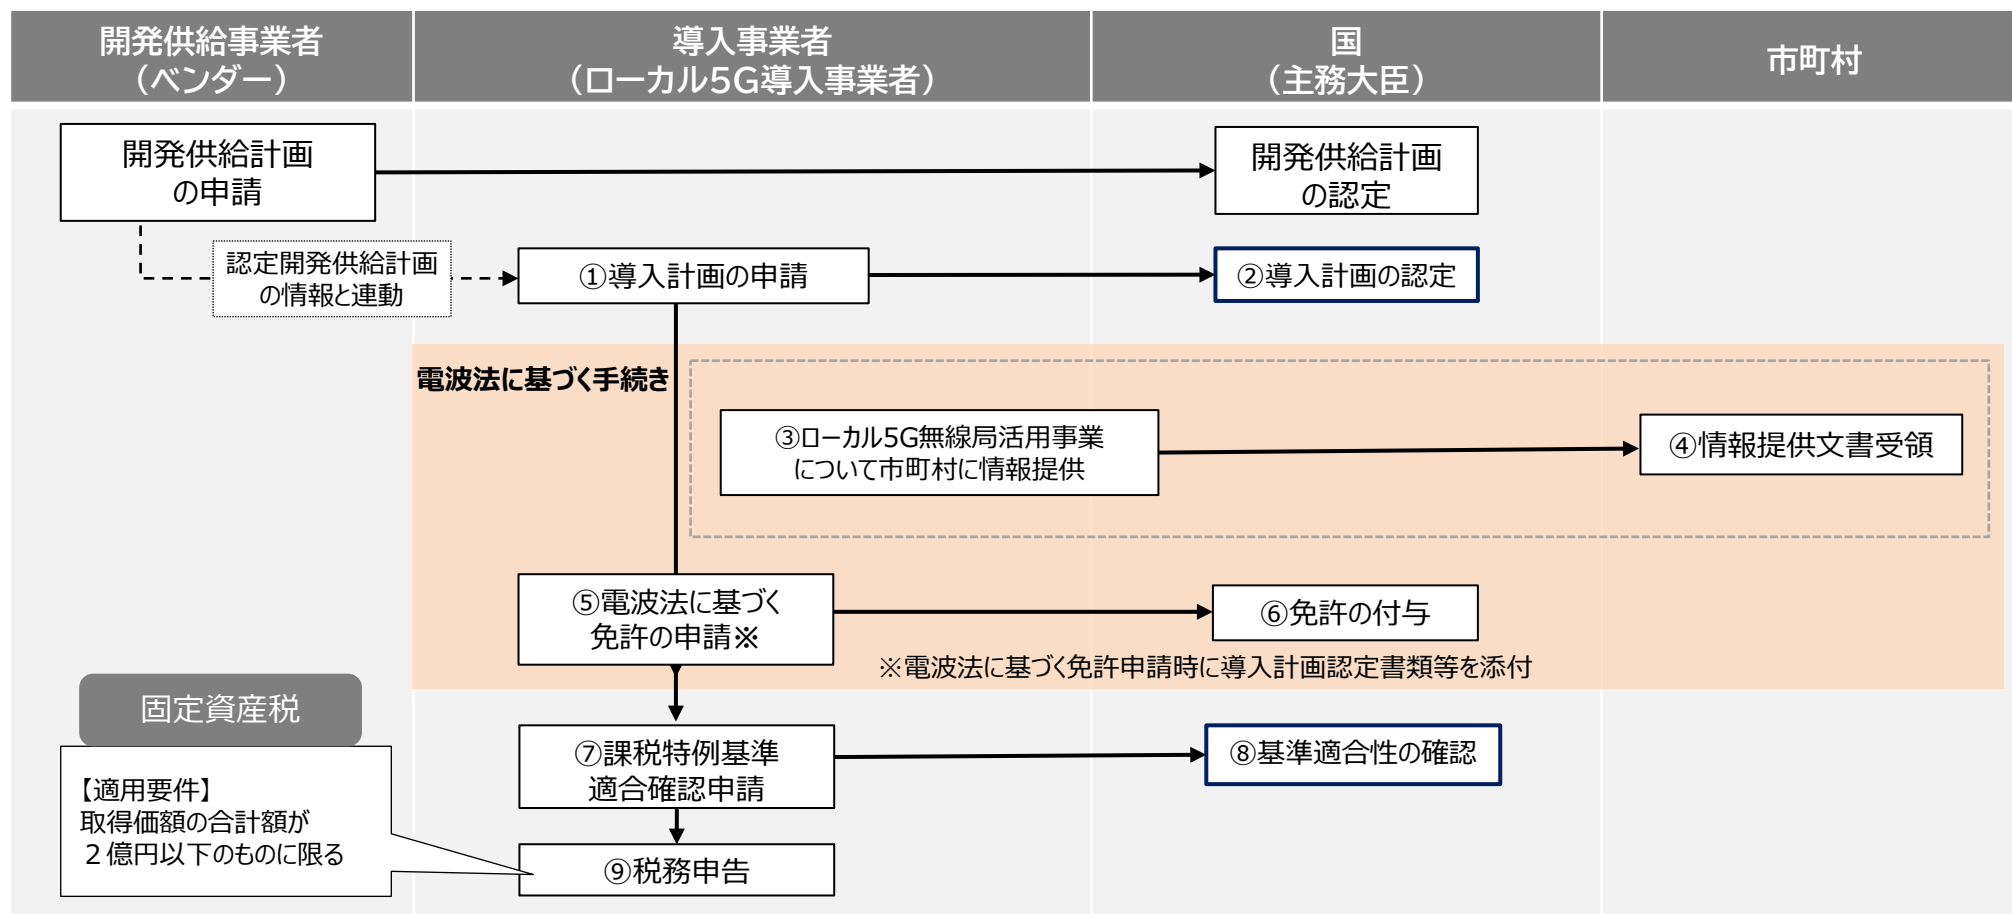 開発供給事業者
（ベンダー）
導入事業者
（ローカル5G導入事業者）
国
（主務大臣）
市町村
開発供給計画
の申請
開発供給計画
の認定
認定開発供給計画
の情報と連動
①導入計画の申請
②導入計画の認定
電波法に基づく手続き
③ローカル5G無線局活用事業
について市町村に情報提供
④情報提供文書受領
⑤電波法に基づく
免許の申請※
⑥免許の付与
※電波法に基づく免許申請時に導入計画認定書類等を添付
固定資産税
【適用要件】
取得価額の合計額が
２億円以下のものに限る
⑦課税特例基準
適合確認申請
⑧基準適合性の確認
⑨税務申告